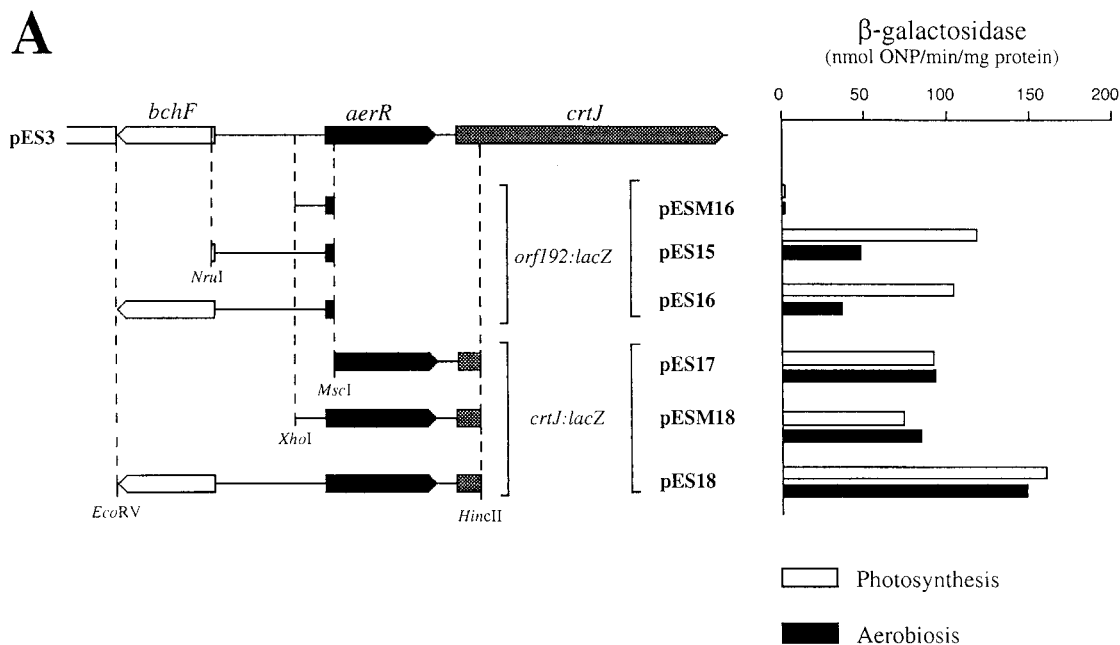 A
β-galactosidase
(nmol ONP/min/mg protein)
0 50 100 150 200
bchF aerR crtJ
pES3
pESM16
orf192:lacZ pES15
NruI
pES16
pES17
MscI
crtJ:lacZ pESM18
XhoI
pES18
EcoRV HincII
Photosynthesis
Aerobiosis